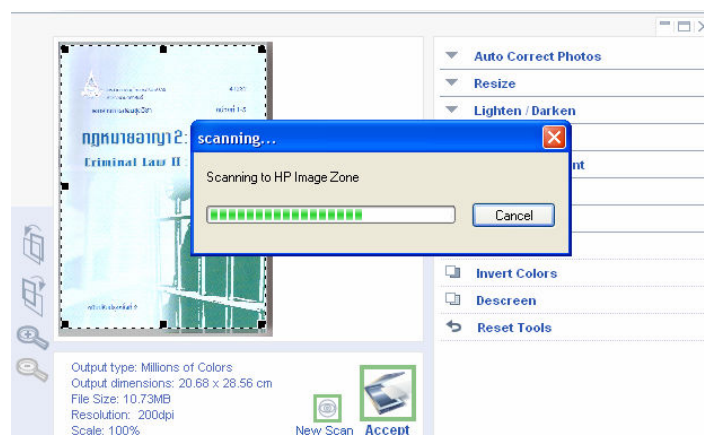 กฎหมายอาญา 2:
Criminal Law II :
scanning...
Scanning to HP Image Zone
Cancel
Auto Correct Photos
Resize
Lighten / Darken
nt
Invert Colors
Descreen
Reset Tools
Output type: Millions of Colors
Output dimensions: 20.68 x 28.56 cm
File Size: 10.73MB
Resolution: 200dpi
Scale: 100%
New Scan
Accept